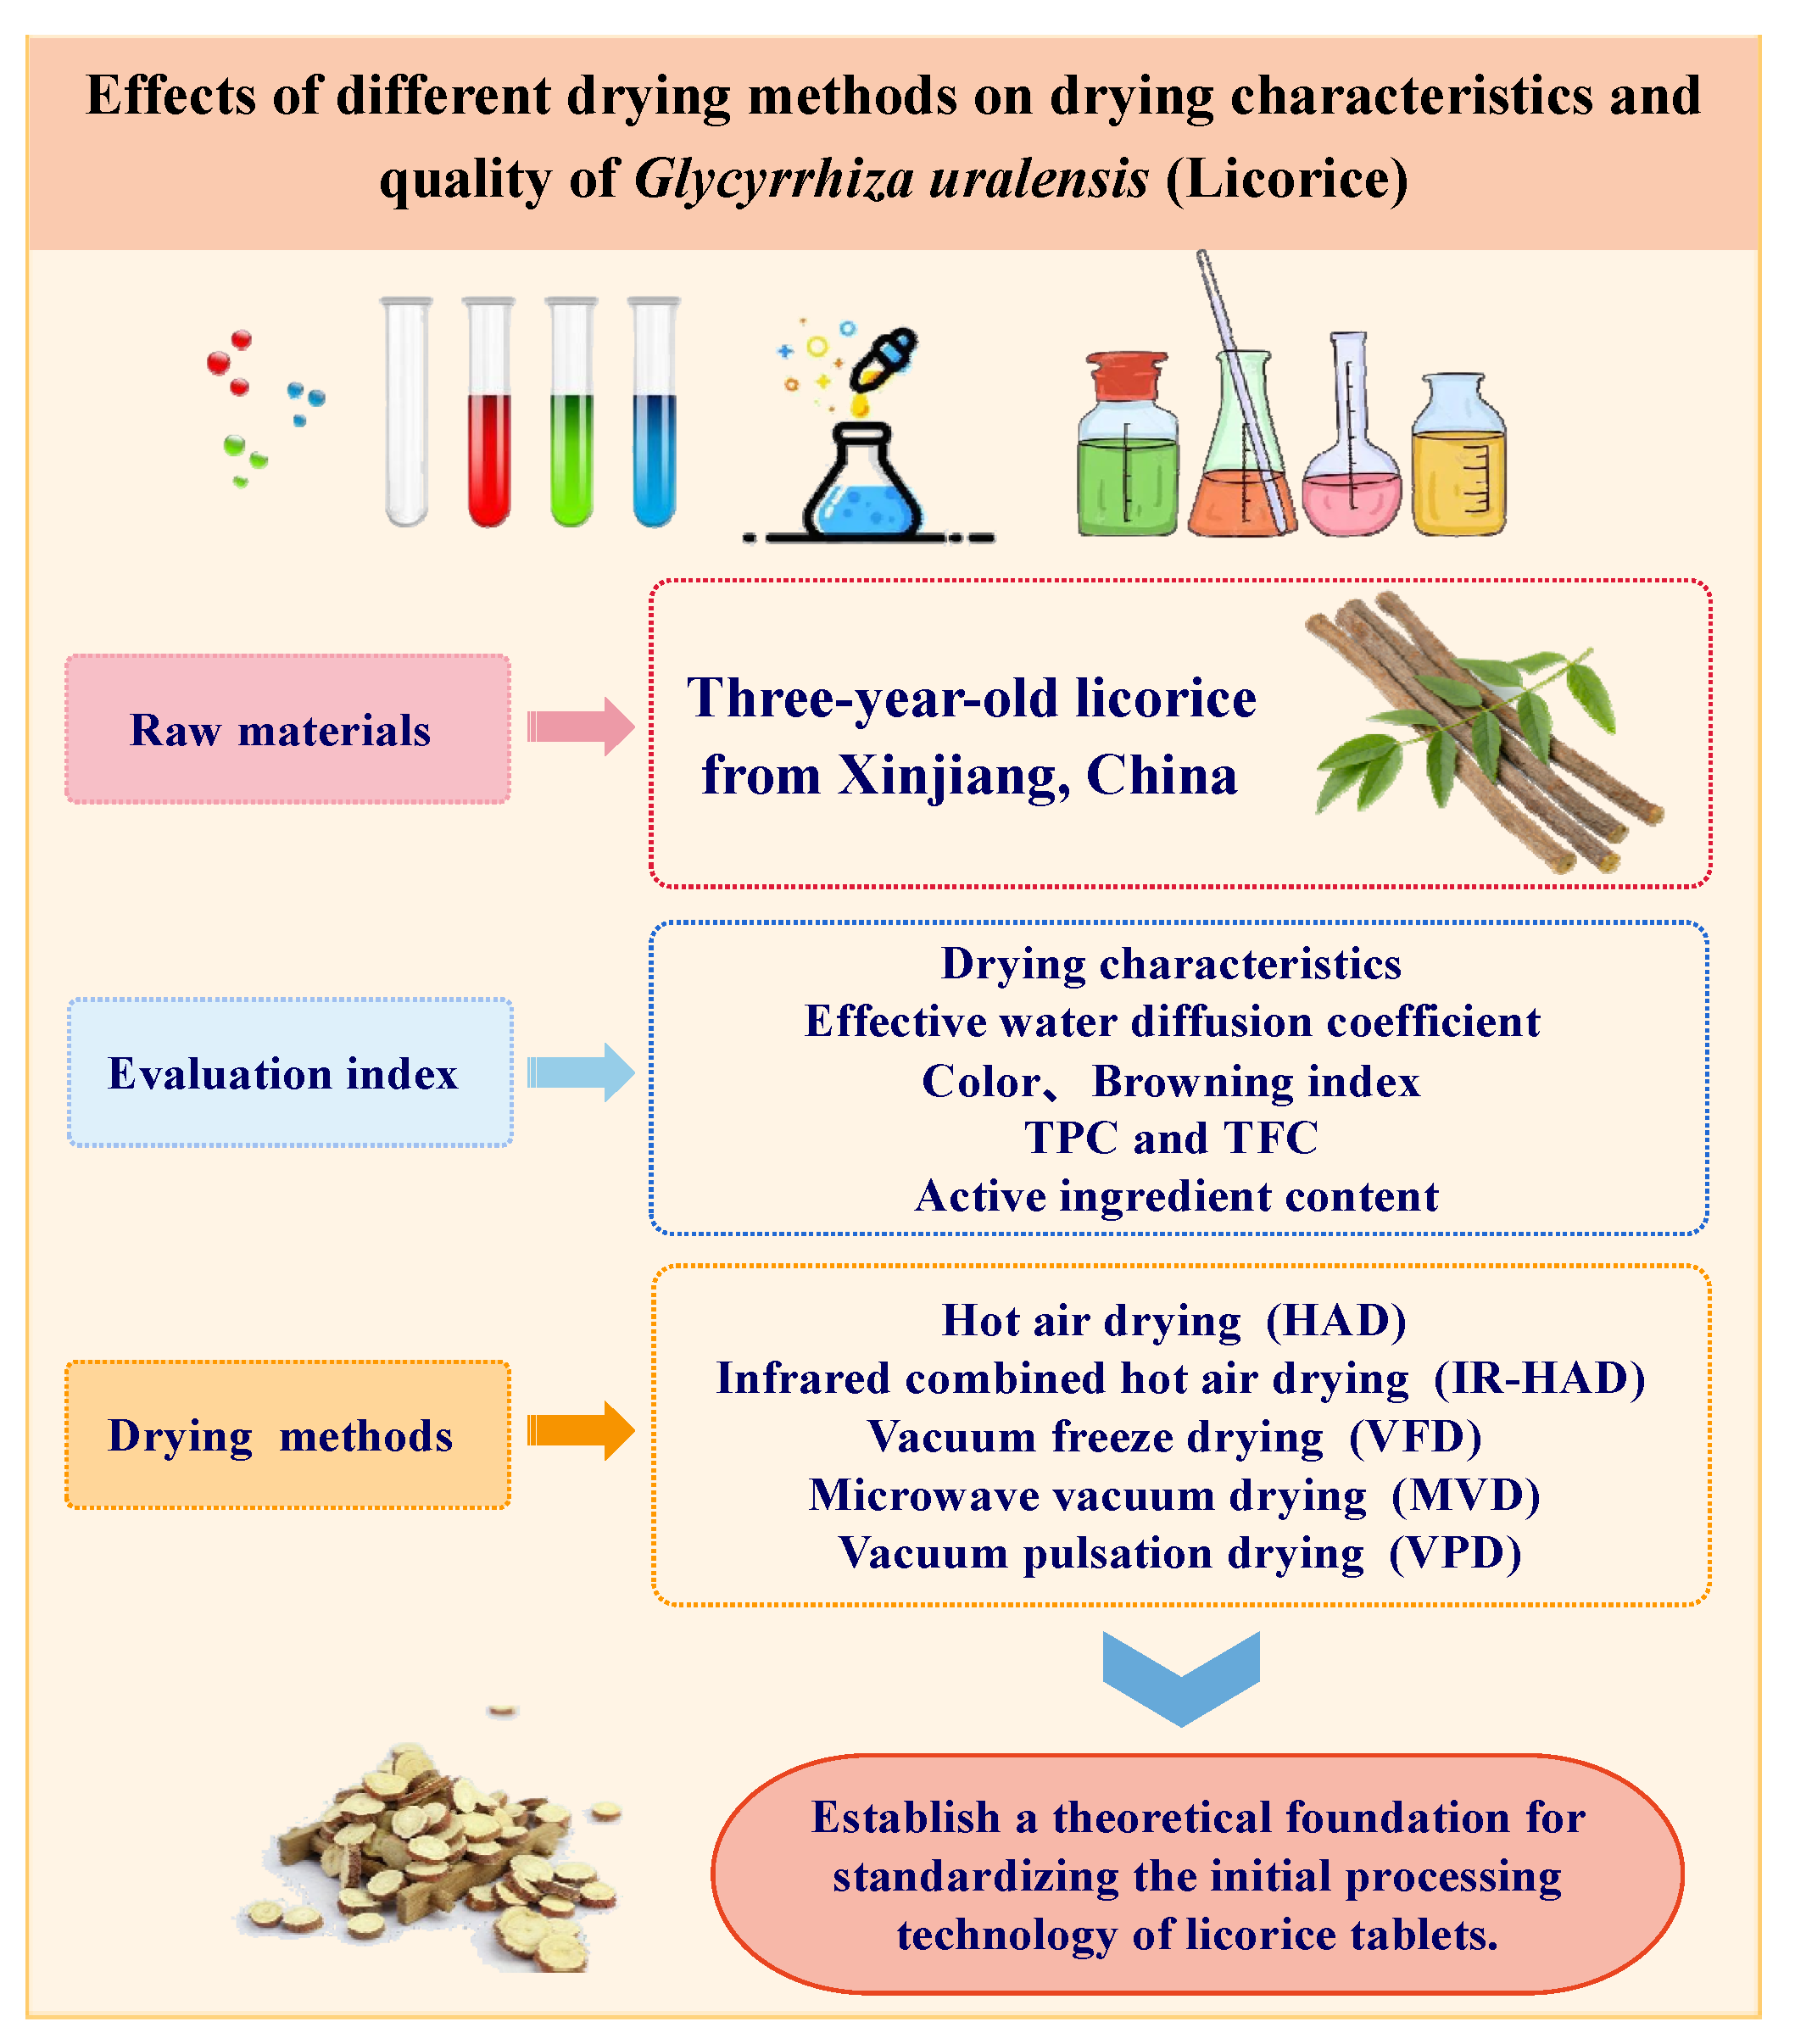 Effects of different drying methods on drying characteristics and
quality of Glycyrrhiza uralensis (Licorice)
Raw materials
Three-year-old licorice
from Xinjiang, China
Evaluation index
Drying characteristics
Effective water diffusion coefficient
Color、Browning index
TPC and TFC
Active ingredient content
Drying methods
Hot air drying (HAD)
Infrared combined hot air drying (IR-HAD)
Vacuum freeze drying (VFD)
Microwave vacuum drying (MVD)
Vacuum pulsation drying (VPD)
Establish a theoretical foundation for
standardizing the initial processing
technology of licorice tablets.